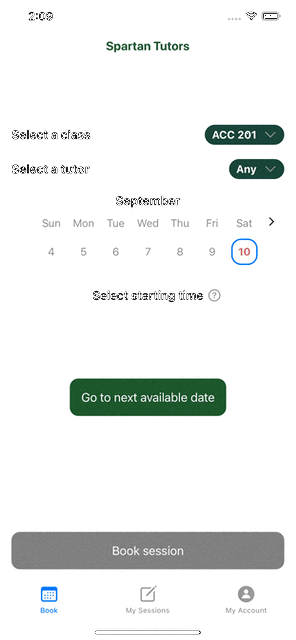 2:09
Spartan Tutors
Select a class
ACC 201
Select a tutor
Any
September
Sun Mon Tue Wed Thu Fri Sat
4 5 6 7 8 9 10
Select starting time ?
Go to next available date
Book session
Book My Sessions My Account